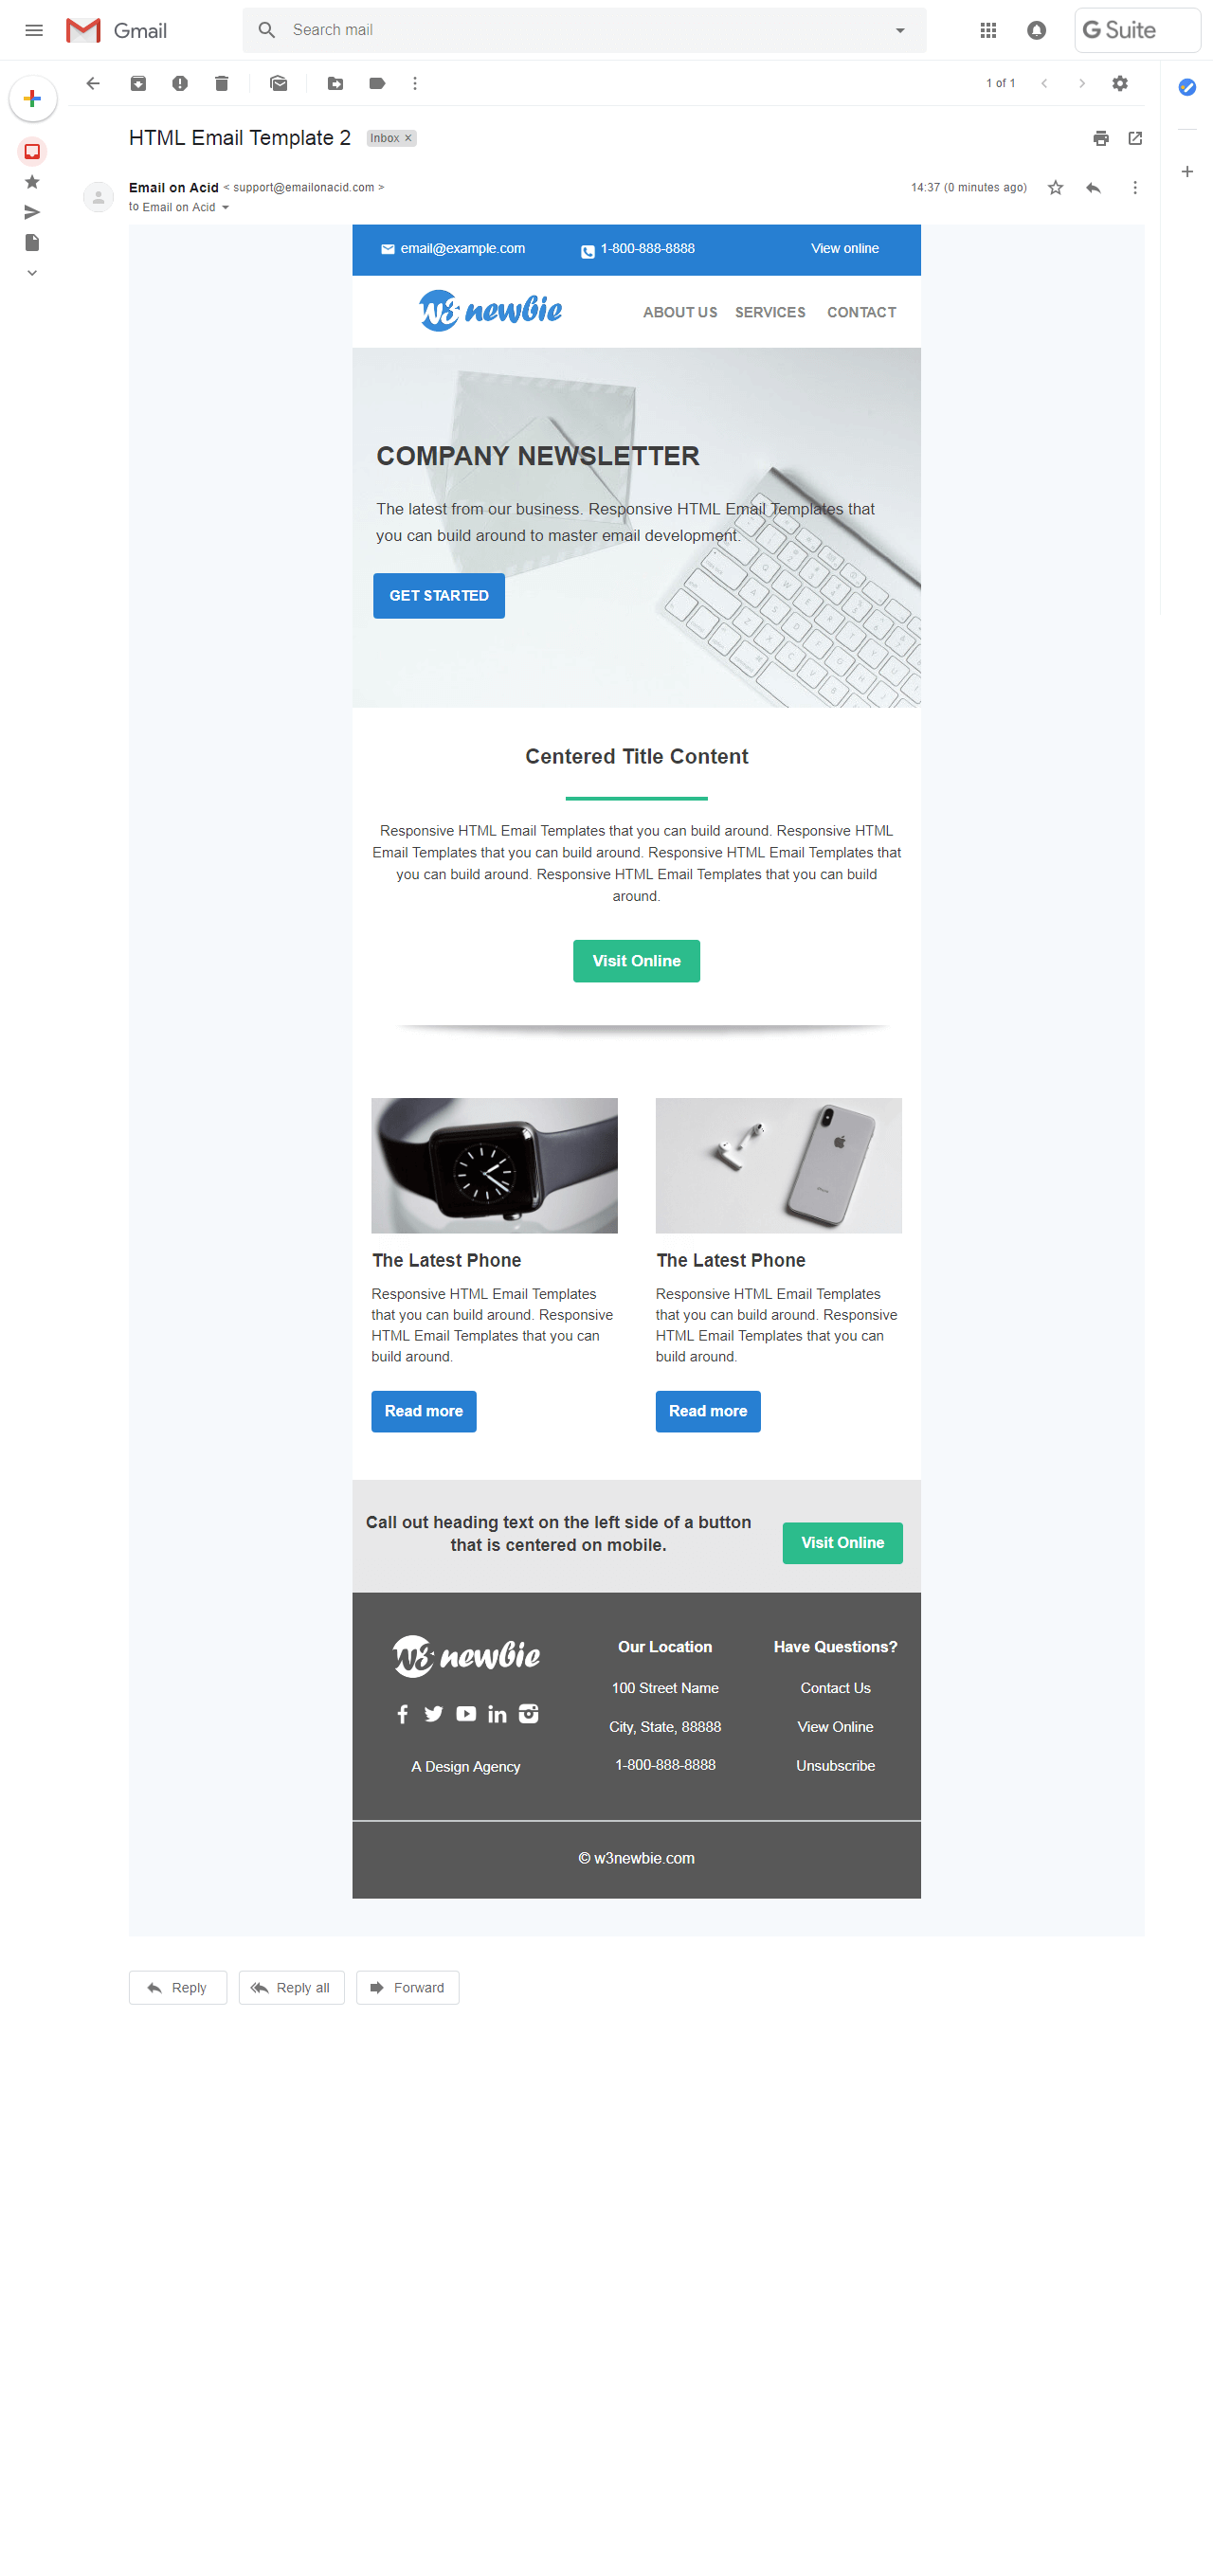 Gmail
Search mail
G Suite
1 of 1
HTML Email Template 2
Inbox ×
Email on Acid < support@emailonacid.com >
14:37 (0 minutes ago)
to Email on Acid
email@example.com
1-800-888-8888
View online
w3 newbie
ABOUT US
SERVICES
CONTACT
COMPANY NEWSLETTER
The latest from our business. Responsive HTML Email Templates that
you can build around to master email development.
GET STARTED
Centered Title Content
Responsive HTML Email Templates that you can build around. Responsive HTML
Email Templates that you can build around. Responsive HTML Email Templates that
you can build around. Responsive HTML Email Templates that you can build
around.
Visit Online
The Latest Phone
Responsive HTML Email Templates
that you can build around. Responsive
HTML Email Templates that you can
build around.
Read more
The Latest Phone
Responsive HTML Email Templates
that you can build around. Responsive
HTML Email Templates that you can
build around.
Read more
Call out heading text on the left side of a button
that is centered on mobile.
Visit Online
w3 newbie
A Design Agency
Our Location
100 Street Name
City, State, 88888
1-800-888-8888
Have Questions?
Contact Us
View Online
Unsubscribe
© w3newbie.com
Reply
Reply all
Forward